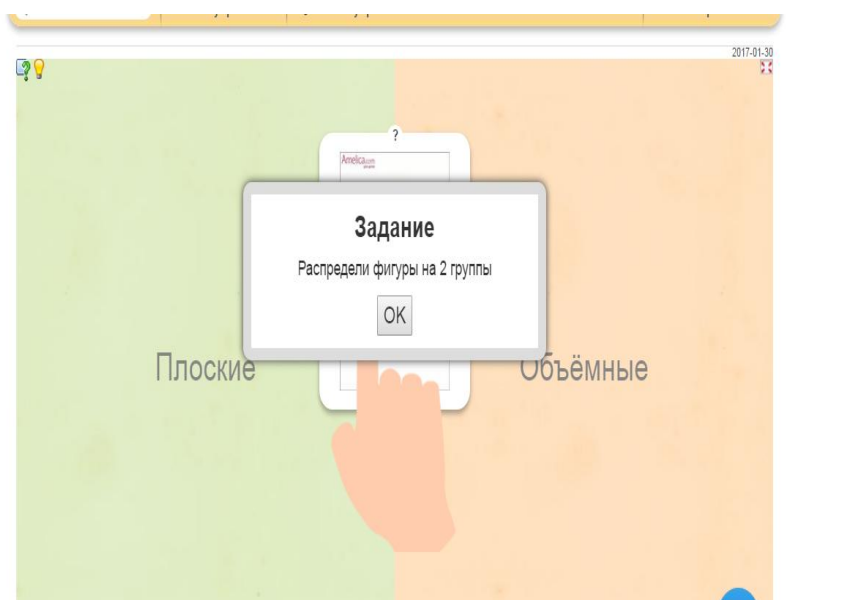 2017-01-30
?
Amelica.com
Задание
Распредели фигуры на 2 группы
OK
Плоские
Объёмные